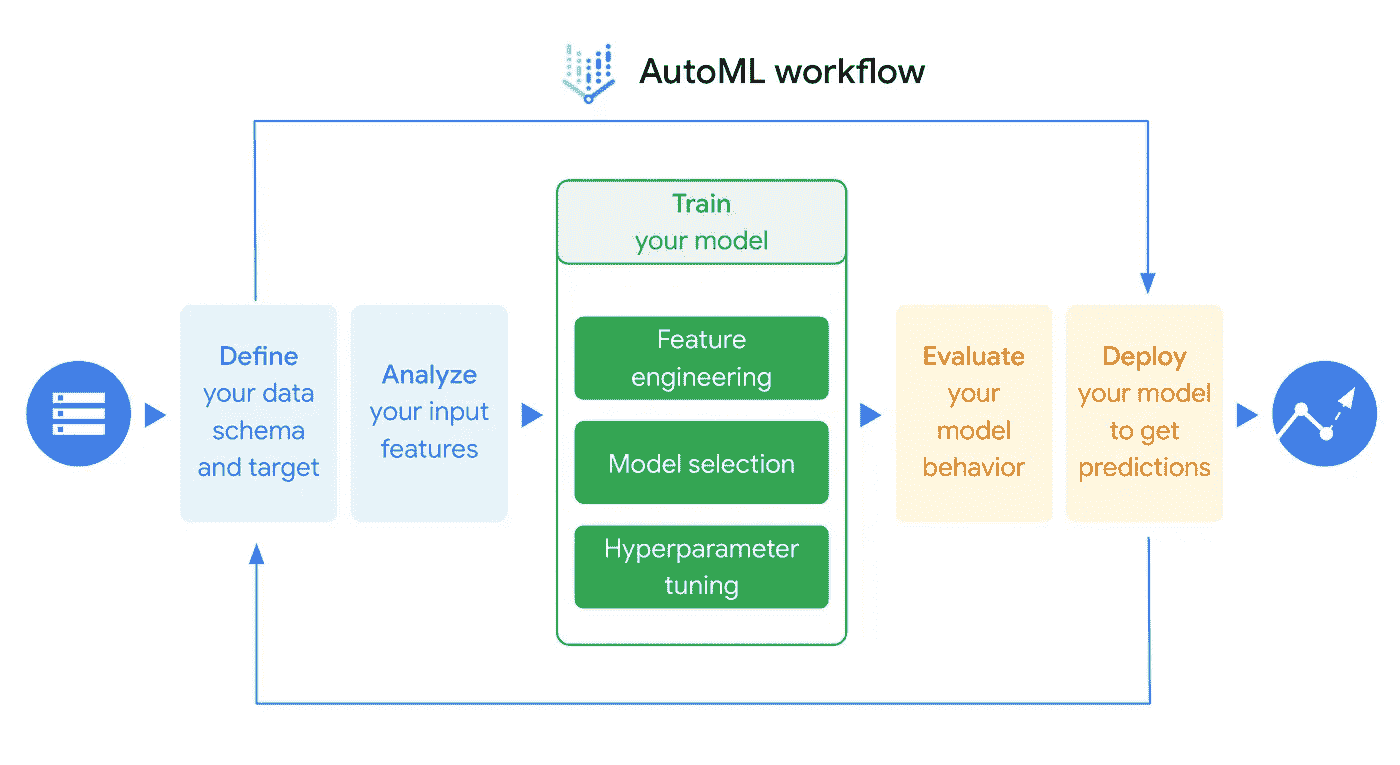 AutoML workflow
Define
your data
schema
and target
Analyze
your input
features
Train
your model
Feature
engineering
Model selection
Hyperparameter
tuning
Evaluate
your
model
behavior
Deploy
your model
to get
predictions